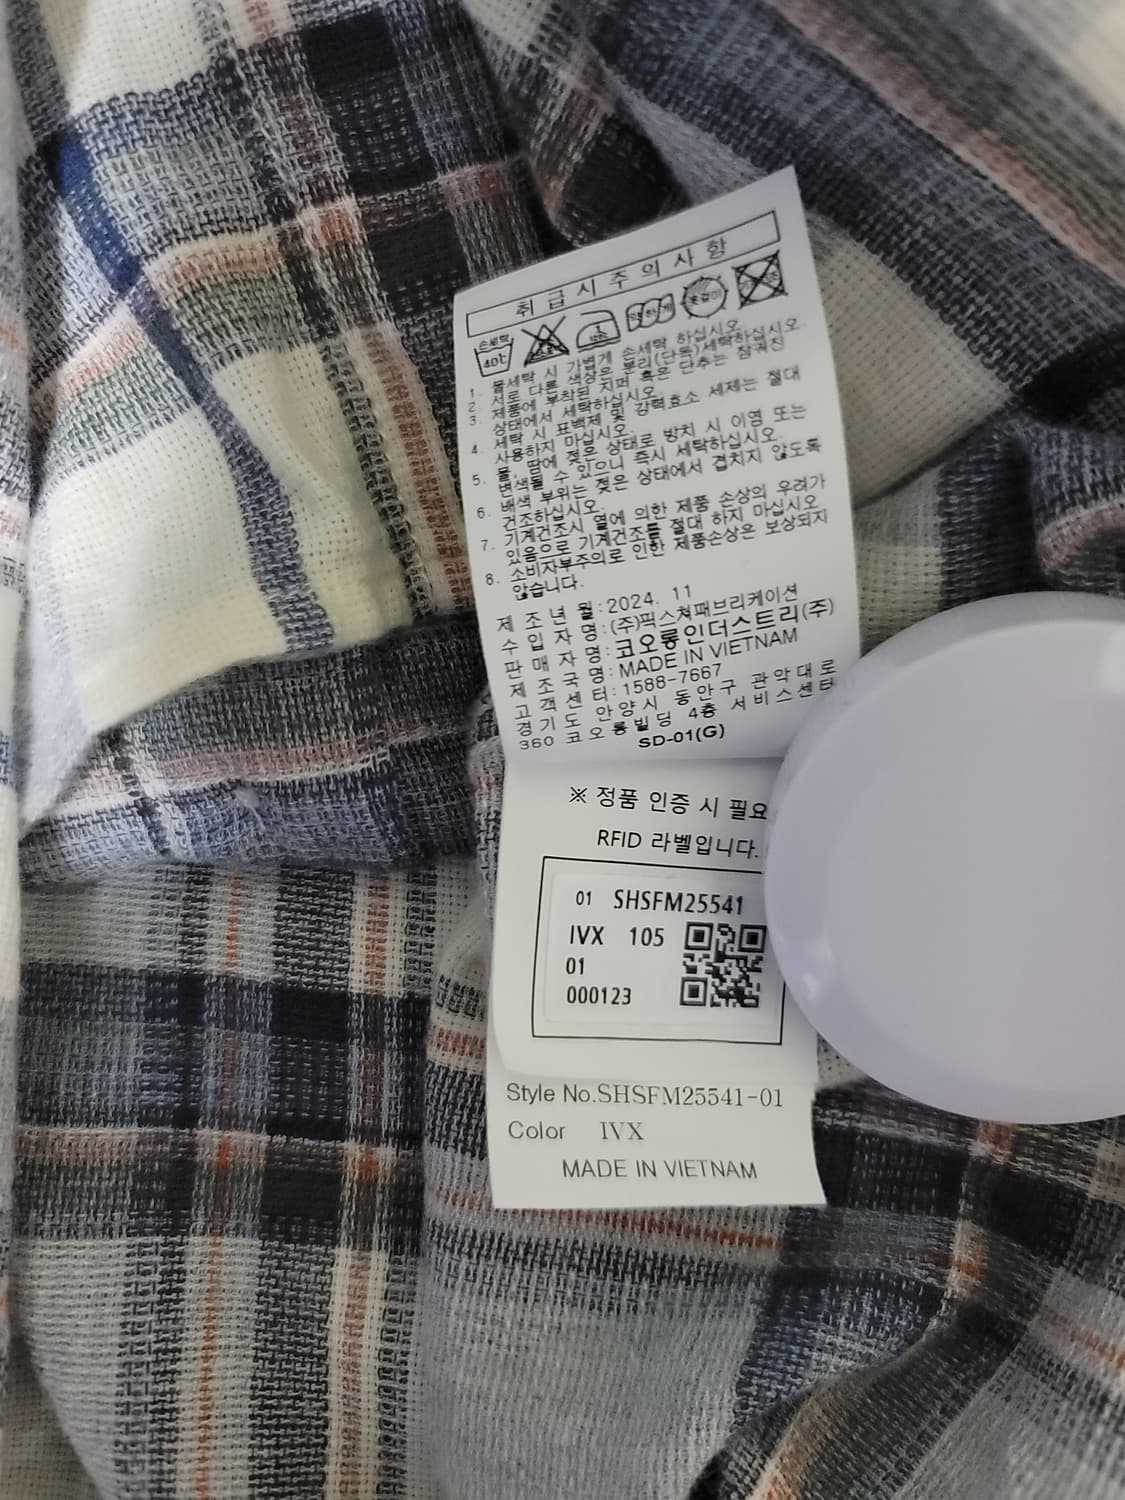 취급시주의사항
손세탁
40℃
1. 물세탁 시 가볍게 손세탁 하십시오.
2. 서로 다른 색상은 분리(단독)세탁하십시오.
3. 제품에 부착된 지퍼 혹은 단추는 잠궈진
상태에서 세탁하십시오.
4. 세탁 시 표백제 및 강력효소 세제는 절대
사용하지 마십시오.
5. 물, 땀에 젖은 상태로 방치 시 이염 또는
변색될 수 있으니 즉시 세탁하십시오.
6. 배색 부위는 젖은 상태에서 겹치지 않도록
건조하십시오.
7. 기계건조시 열에 의한 제품 손상의 우려가
있음으로 기계건조를 절대 하지 마십시오.
8. 소비자부주의로 인한 제품손상은 보상되지
않습니다.
제 조 년 월 : 2024. 11
수 입 자 명 : (주)픽스쳐패브리케이션
판 매 자 명 : 코오롱인더스트리(주)
제 조 국 명 : MADE IN VIETNAM
고 객 센 터 : 1588-7667
경기도 안양시 동안구 관악대로
360 코오롱빌딩 4층 서비스센터
SD-01(G)
※ 정품 인증 시 필요
RFID 라벨입니다.
01 SHSFM25541
IVX 105
01
000123
Style No.SHSFM25541-01
Color IVX
MADE IN VIETNAM